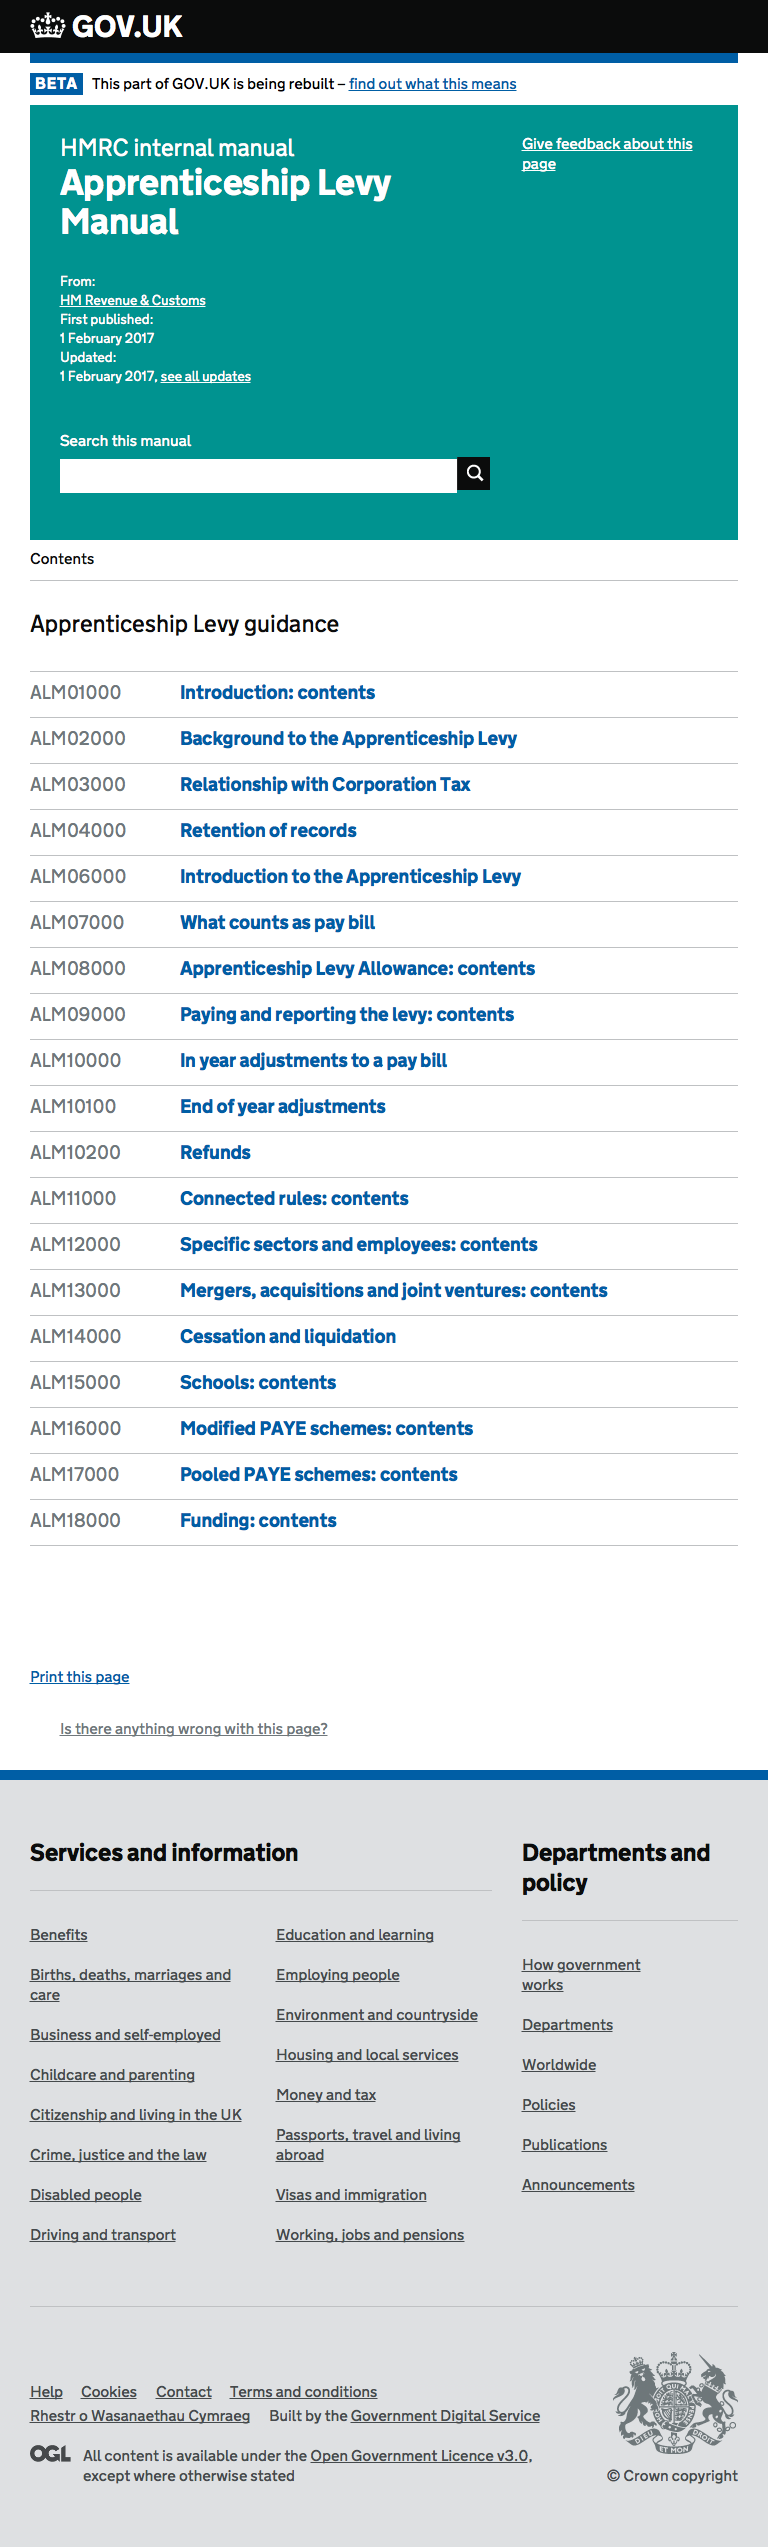 GOV.UK
BETA This part of GOV.UK is being rebuilt – find out what this means
HMRC internal manual
Apprenticeship Levy
Manual
Give feedback about this
page
From:
HM Revenue & Customs
First published:
1 February 2017
Updated:
1 February 2017, see all updates
Search this manual
Contents
Apprenticeship Levy guidance
ALM01000 Introduction: contents
ALM02000 Background to the Apprenticeship Levy
ALM03000 Relationship with Corporation Tax
ALM04000 Retention of records
ALM06000 Introduction to the Apprenticeship Levy
ALM07000 What counts as pay bill
ALM08000 Apprenticeship Levy Allowance: contents
ALM09000 Paying and reporting the levy: contents
ALM10000 In year adjustments to a pay bill
ALM10100 End of year adjustments
ALM10200 Refunds
ALM11000 Connected rules: contents
ALM12000 Specific sectors and employees: contents
ALM13000 Mergers, acquisitions and joint ventures: contents
ALM14000 Cessation and liquidation
ALM15000 Schools: contents
ALM16000 Modified PAYE schemes: contents
ALM17000 Pooled PAYE schemes: contents
ALM18000 Funding: contents
Print this page
Is there anything wrong with this page?
Services and information
Benefits
Births, deaths, marriages and
care
Business and self-employed
Childcare and parenting
Citizenship and living in the UK
Crime, justice and the law
Disabled people
Driving and transport
Education and learning
Employing people
Environment and countryside
Housing and local services
Money and tax
Passports, travel and living
abroad
Visas and immigration
Working, jobs and pensions
Departments and
policy
How government
works
Departments
Worldwide
Policies
Publications
Announcements
Help Cookies Contact Terms and conditions
Rhestr o Wasanaethau Cymraeg Built by the Government Digital Service
OGL All content is available under the Open Government Licence v3.0,
except where otherwise stated
DIEU ET MON DROIT
© Crown copyright